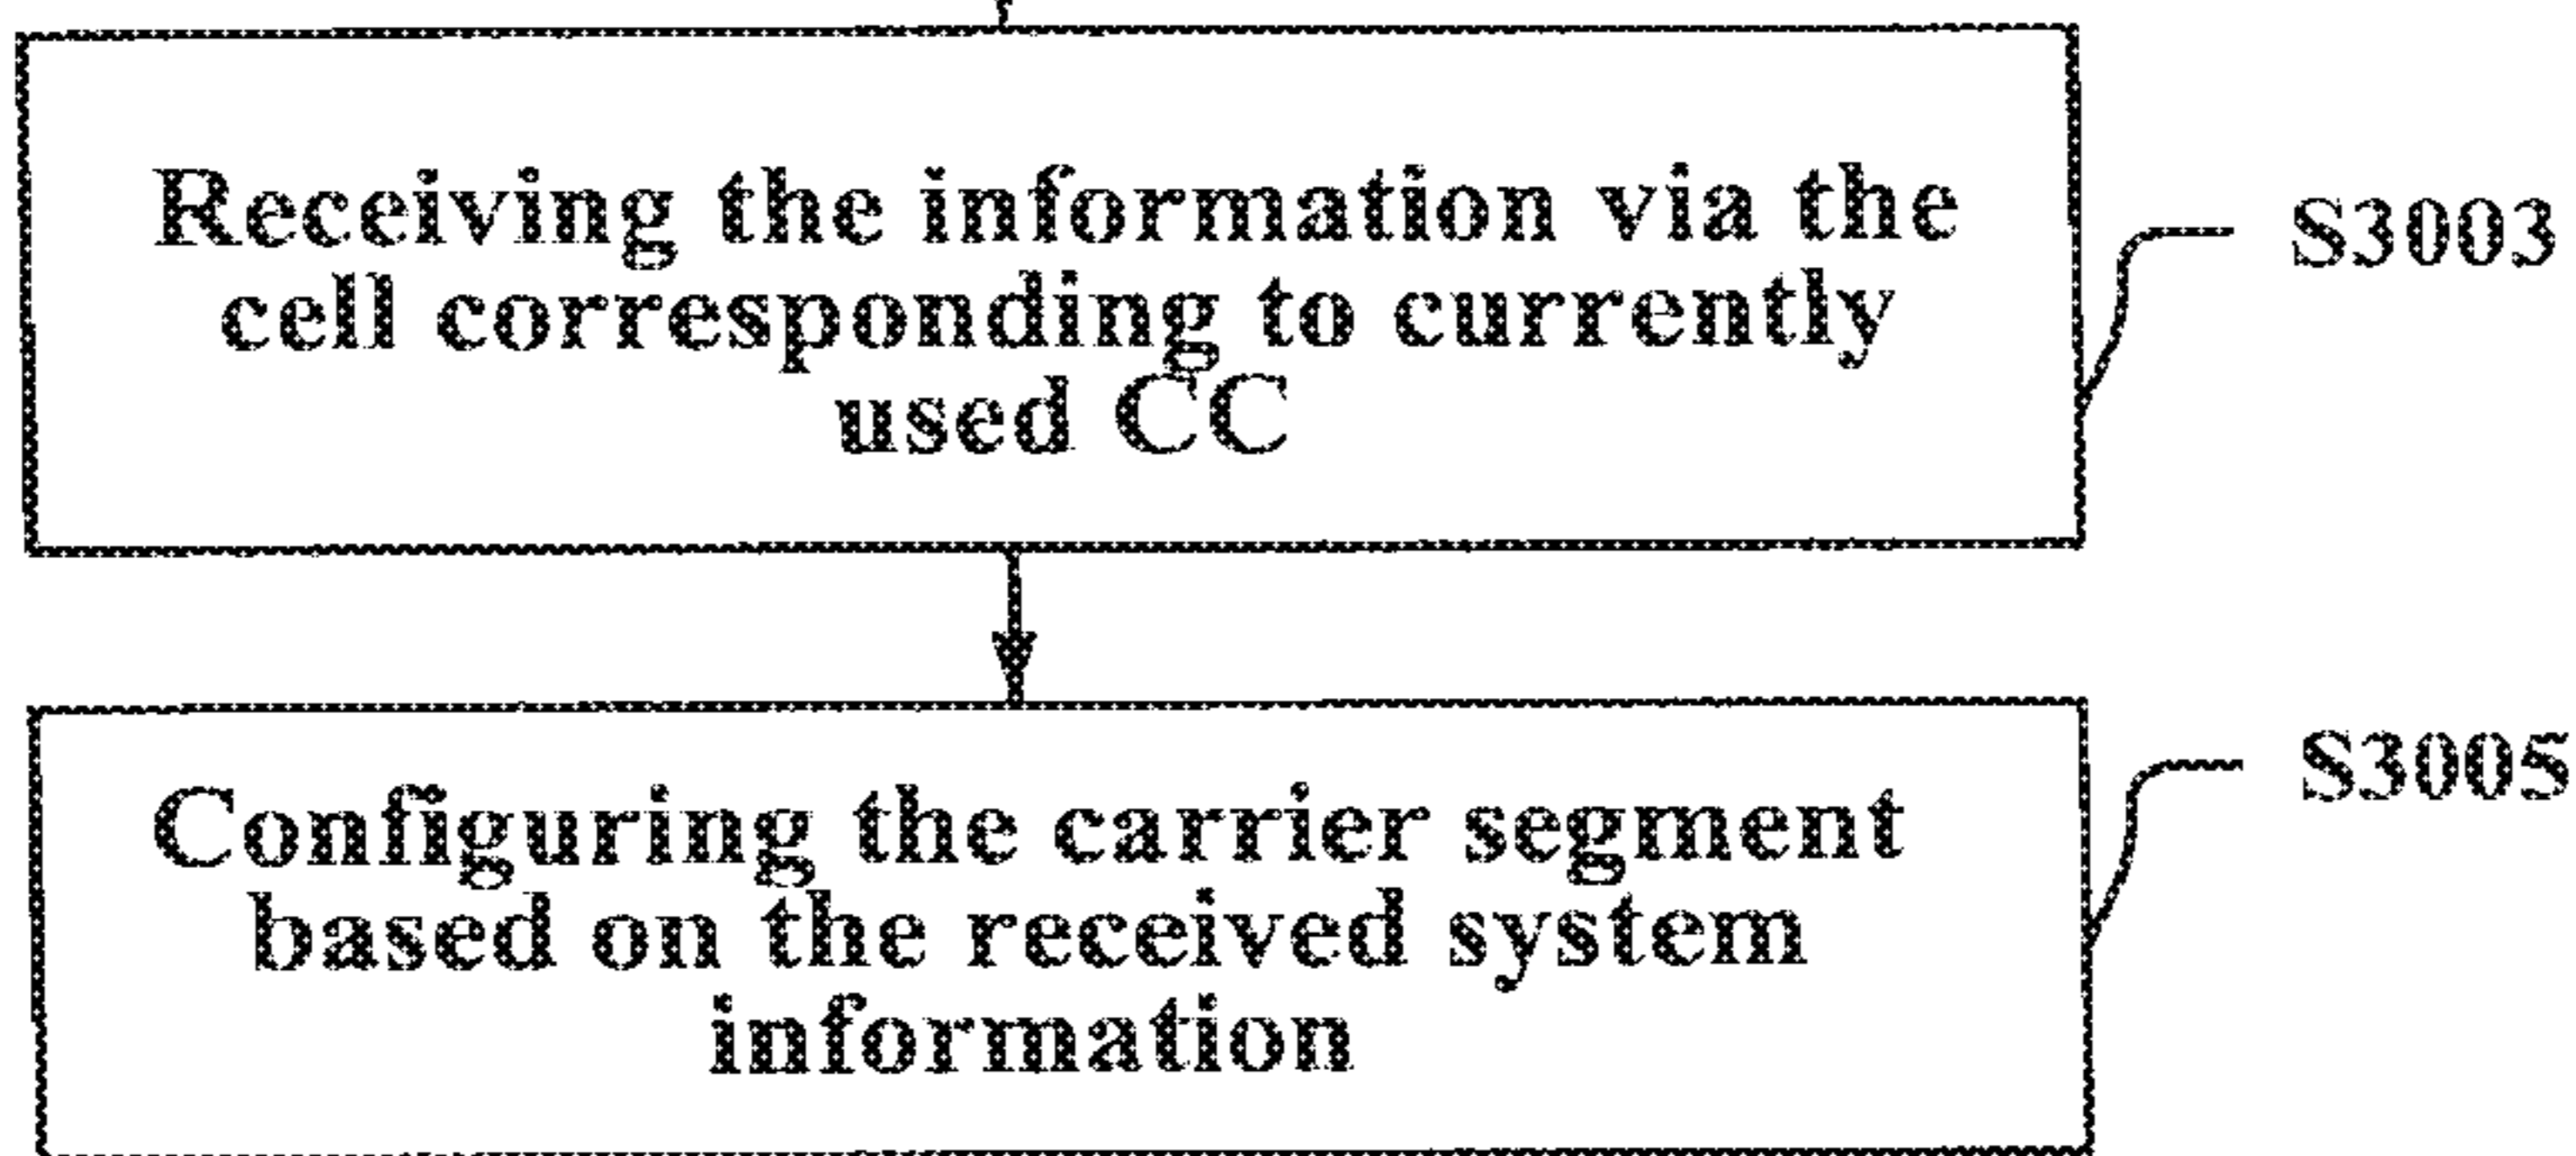 Receiving the information via the
cell corresponding to currently
used CC
S3003
Configuring the carrier segment
based on the received system
information
S3005